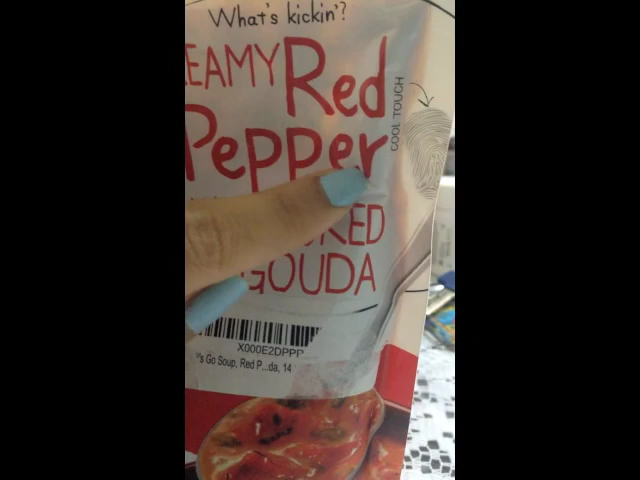 What's kickin'?
EAMY Red
Pepper
KED
GOUDA
COOL TOUCH
X000E2DPPP
's Go Soup, Red P...da, 14